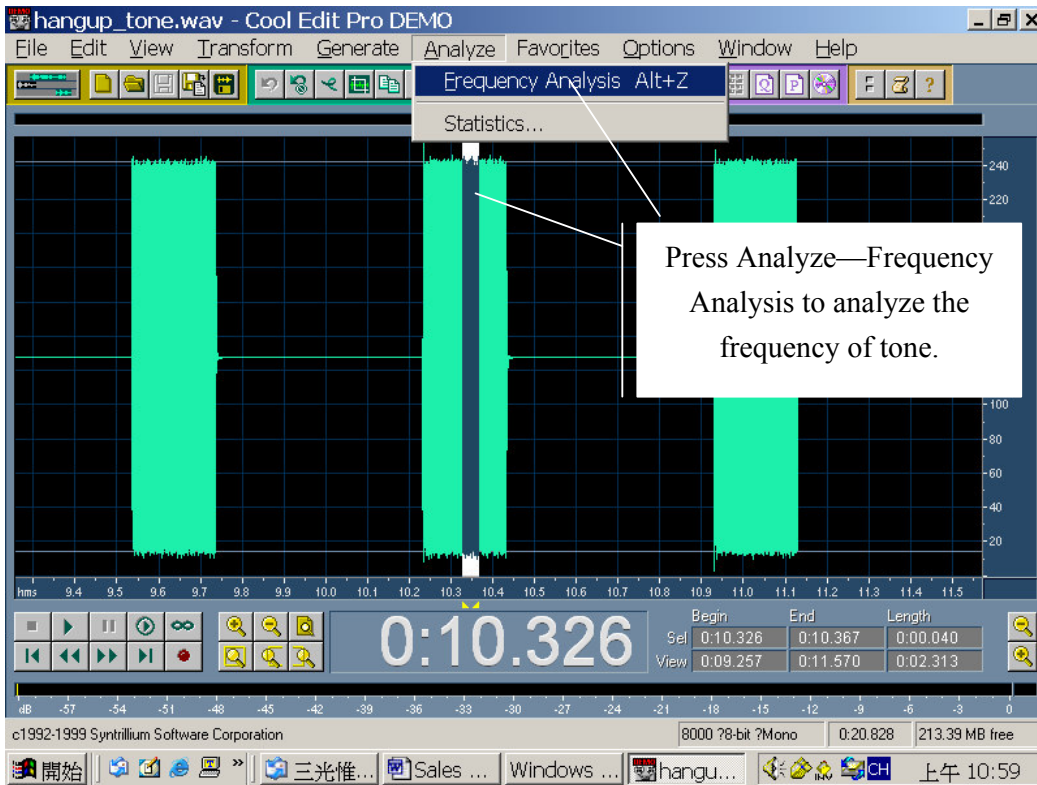 hangup_tone.wav - Cool Edit Pro DEMO
File Edit View Transform Generate Analyze Favorites Options Window Help
Frequency Analysis Alt+Z
Statistics...
240
220
Press Analyze—Frequency
Analysis to analyze the
frequency of tone.
100
80
60
40
20
hms 9.4 9.5 9.6 9.7 9.8 9.9 10.0 10.1 10.2 10.3 10.4 10.5 10.6 10.7 10.8 10.9 11.0 11.1 11.2 11.3 11.4 11.5
0:10.326
Begin End Length
Sel 0:10.326 0:10.367 0:00.040
View 0:09.257 0:11.570 0:02.313
dB -57 -54 -51 -48 -45 -42 -39 -36 -33 -30 -27 -24 -21 -18 -15 -12 -9 -6 -3 0
c1992-1999 Syntrillium Software Corporation 8000 ?8-bit ?Mono 0:20.828 213.39 MB free
開始 » 三光惟... Sales ... Windows ... hangu... CH 上午 10:59